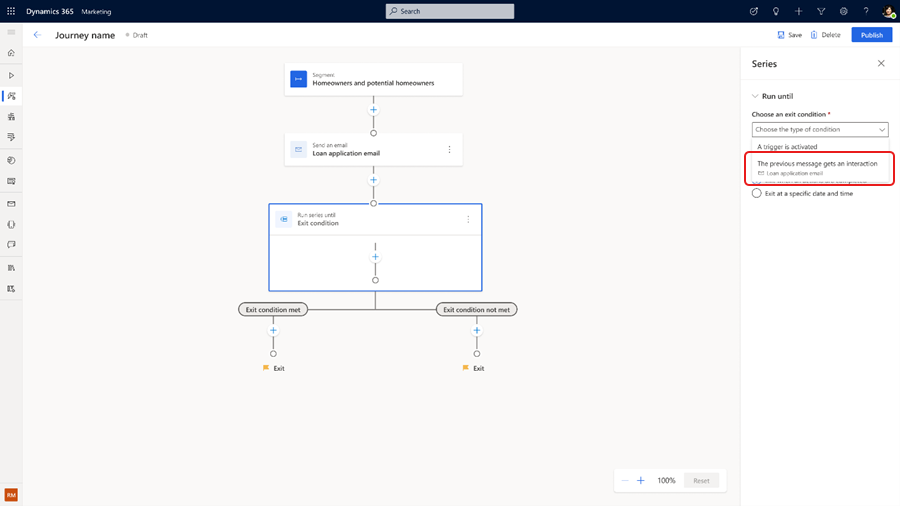 Dynamics 365 Marketing
Search
?
Journey name
Draft
Save
Delete
Publish
Segment
Homeowners and potential homeowners
Send an email
Loan application email
Run series until
Exit condition
Exit condition met
Exit condition not met
Exit
Exit
Series
Run until
Choose an exit condition *
Choose the type of condition
A trigger is activated
The previous message gets an interaction
Loan application email
Exit at a specific date and time
100%
Reset
RM